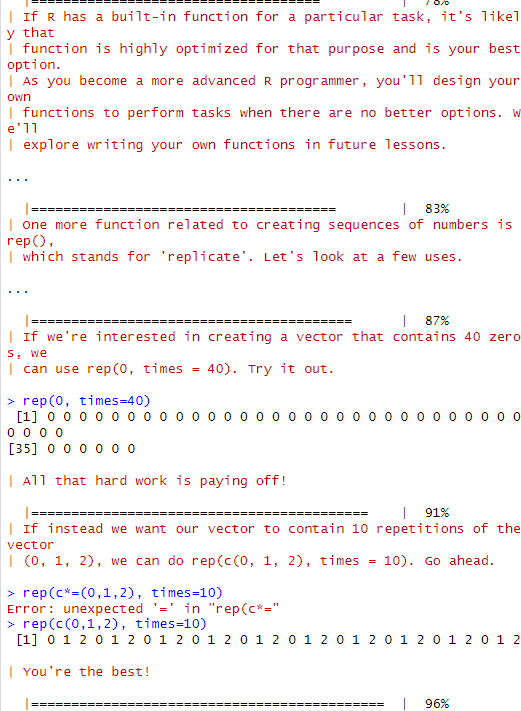 |==================================== | 78%
| If R has a built-in function for a particular task, it's likel
y that
| function is highly optimized for that purpose and is your best
option.
| As you become a more advanced R programmer, you'll design your
own
| functions to perform tasks when there are no better options. W
e'll
| explore writing your own functions in future lessons.
...
|====================================== | 83%
| One more function related to creating sequences of numbers is
rep(),
| which stands for 'replicate'. Let's look at a few uses.
...
|======================================== | 87%
| If we're interested in creating a vector that contains 40 zero
s, we
| can use rep(0, times = 40). Try it out.
> rep(0, times=40)
[1] 0 0 0 0 0 0 0 0 0 0 0 0 0 0 0 0 0 0 0 0 0 0 0 0 0 0 0 0 0 0
0 0 0 0
[35] 0 0 0 0 0 0
| All that hard work is paying off!
|========================================== | 91%
| If instead we want our vector to contain 10 repetitions of the
vector
| (0, 1, 2), we can do rep(c(0, 1, 2), times = 10). Go ahead.
> rep(c*=(0,1,2), times=10)
Error: unexpected '=' in "rep(c*="
> rep(c(0,1,2), times=10)
[1] 0 1 2 0 1 2 0 1 2 0 1 2 0 1 2 0 1 2 0 1 2 0 1 2 0 1 2 0 1 2
| You're the best!
|============================================ | 96%